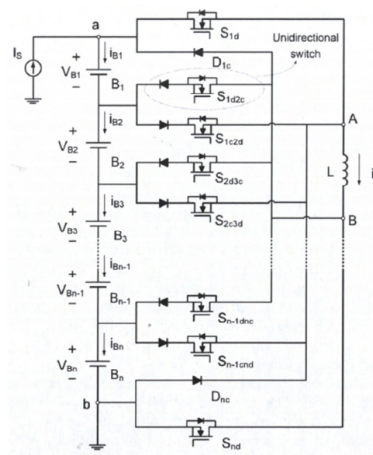 a
I_S
i_B1
V_B1
B_1
S_1d
D_1c
Unidirectional
switch
S_1d2c
i_B2
V_B2
B_2
S_1c2d
A
S_2d3c
L
i
i_B3
V_B3
B_3
S_2c3d
B
i_Bn-1
V_Bn-1
B_n-1
S_n-1dnc
i_Bn
V_Bn
B_n
S_n-1cnd
D_nc
b
S_nd